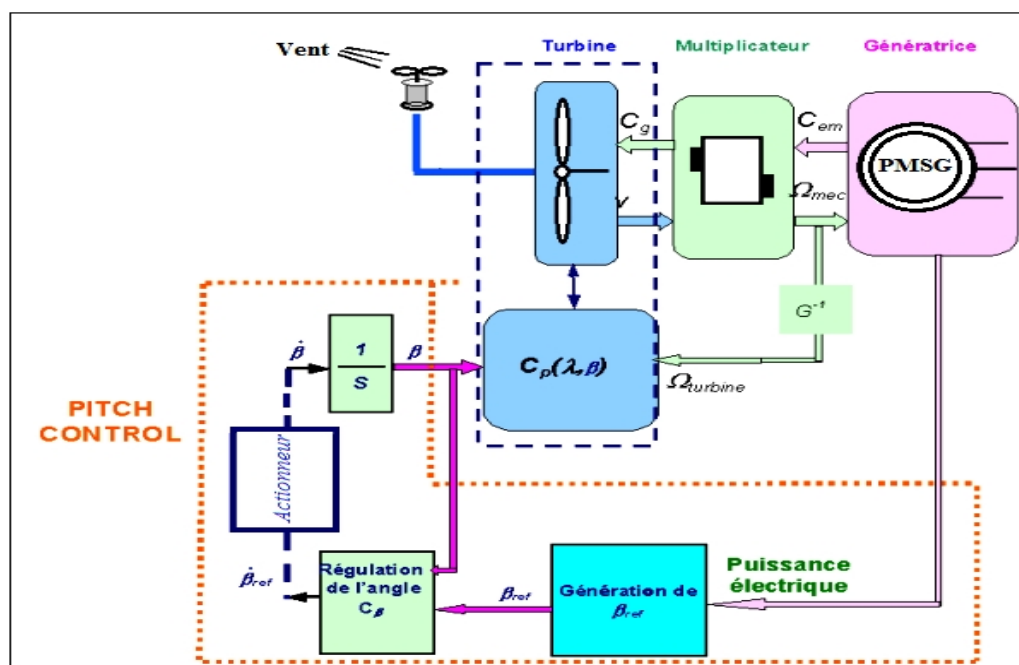 Vent
Turbine
Multiplicateur
Génératrice
C_g
C_em
PMSG
v
Ω_mec
G⁻¹
β̇
1
S
β
C_p(λ,β)
Ω_turbine
PITCH
CONTROL
Actionneur
β̇_ref
Régulation
de l'angle
C_β
β_ref
Génération de
β_ref
Puissance
électrique